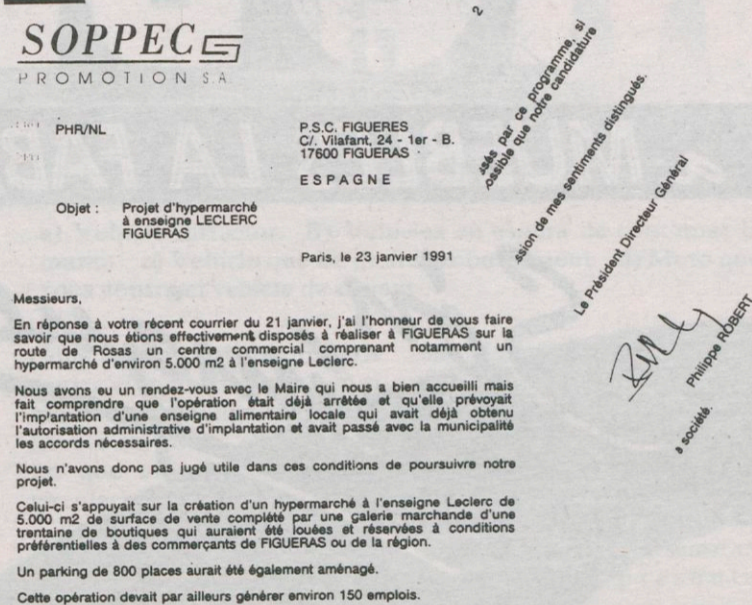 SOPPEC
PROMOTION S.A.
PHR/NL
P.S.C. FIGUERES
C/. Vilafant, 24 - 1er - B.
17600 FIGUERAS
ESPAGNE
Objet : Projet d'hypermarché
à enseigne LECLERC
FIGUERAS
Paris, le 23 janvier 1991
Messieurs,
En réponse à votre récent courrier du 21 janvier, j'ai l'honneur de vous faire
savoir que nous étions effectivement disposés à réaliser à FIGUERAS sur la
route de Rosas un centre commercial comprenant notamment un
hypermarché d'environ 5.000 m2 à l'enseigne Leclerc.
Nous avons eu un rendez-vous avec le Maire qui nous a bien accueilli mais
fait comprendre que l'opération était déjà arrêtée et qu'elle prévoyait
l'implantation d'une enseigne alimentaire locale qui avait déjà obtenu
l'autorisation administrative d'implantation et avait passé avec la municipalité
les accords nécessaires.
Nous n'avons donc pas jugé utile dans ces conditions de poursuivre notre
projet.
Celui-ci s'appuyait sur la création d'un hypermarché à l'enseigne Leclerc de
5.000 m2 de surface de vente complété par une galerie marchande d'une
trentaine de boutiques qui auraient été louées et réservées à conditions
préférentielles à des commerçants de FIGUERAS ou de la région.
Un parking de 800 places aurait été également aménagé.
Cette opération devait par ailleurs générer environ 150 emplois.
2
par ce programme, si
que notre candidature
de mes sentiments distingués.
Le Président Directeur Général
Philippe ROBERT
société.